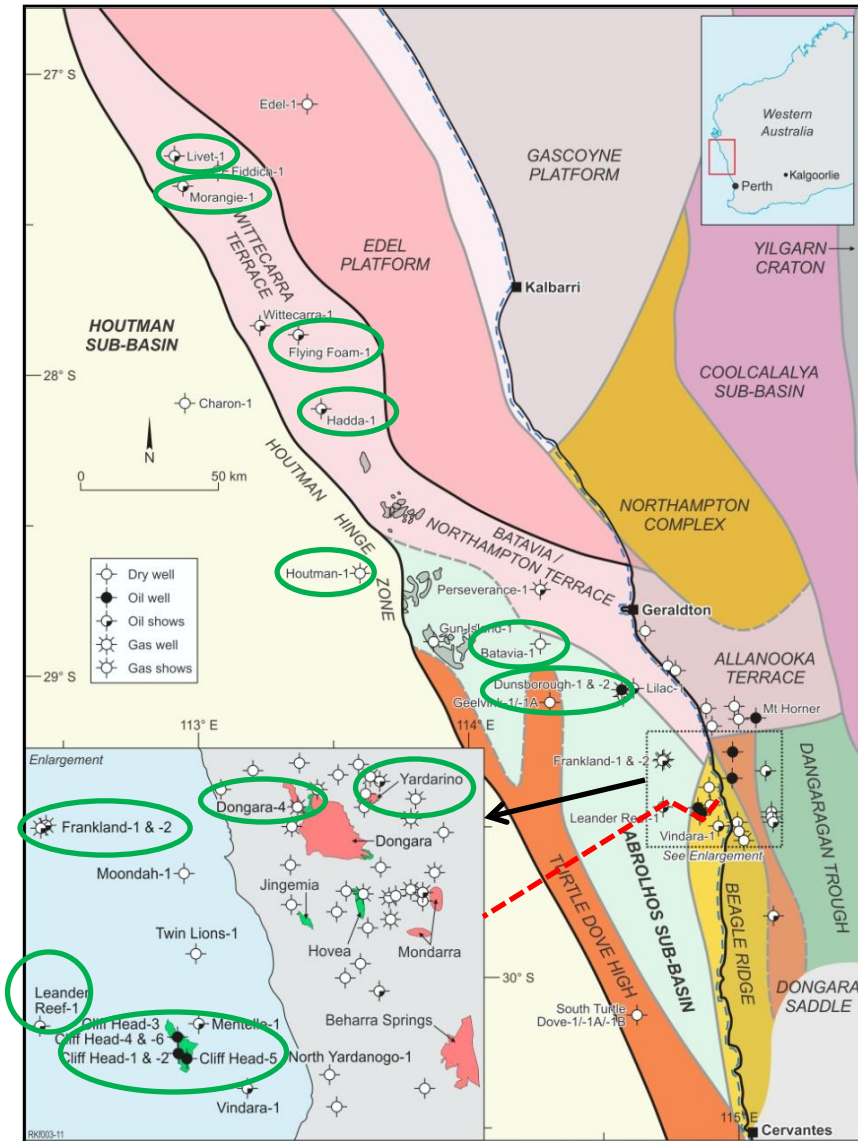 27° S
Edel-1
Livet-1
Fiddich-1
Morangie-1
WITTECARRA
TERRACE
EDEL
PLATFORM
GASCOYNE
PLATFORM
Western
Australia
Perth
Kalgoorlie
YILGARN
CRATON
Kalbarri
HOUTMAN
SUB-BASIN
Wittecarra-1
Flying Foam-1
COOLCALALYA
SUB-BASIN
28° S
Charon-1
Hadda-1
N
0
50 km
HOUTMAN
HINGE
ZONE
NORTHAMPTON
COMPLEX
BATAVIA /
NORTHAMPTON TERRACE
Dry well
Oil well
Oil shows
Gas well
Gas shows
Houtman-1
Perseverance-1
Geraldton
Gun Island-1
Batavia-1
29° S
ALLANOOKA
TERRACE
Dunsborough-1 & -2
Lilac-1
Geelvink-1/-1A
Mt Horner
113° E
114° E
Frankland-1 & -2
Leander Reef-1
Vindara-1
See Enlargement
DANDARAGAN TROUGH
TURTLE DOVE HIGH
ABROLHOS SUB-BASIN
BEAGLE RIDGE
30° S
DONGARA
SADDLE
South Turtle
Dove-1/-1A/-1B
115° E
Cervantes
Enlargement
Yardarino
Dongara-4
Frankland-1 & -2
Dongara
Moondah-1
Jingemia
Hovea
Mondarra
Twin Lions-1
Leander
Reef-1
Beharra Springs
Cliff Head-3
Mentelle-1
Cliff Head-4 & -6
Cliff Head-1 & -2
Cliff Head-5
North Yardanogo-1
Vindara-1
RKf003-11